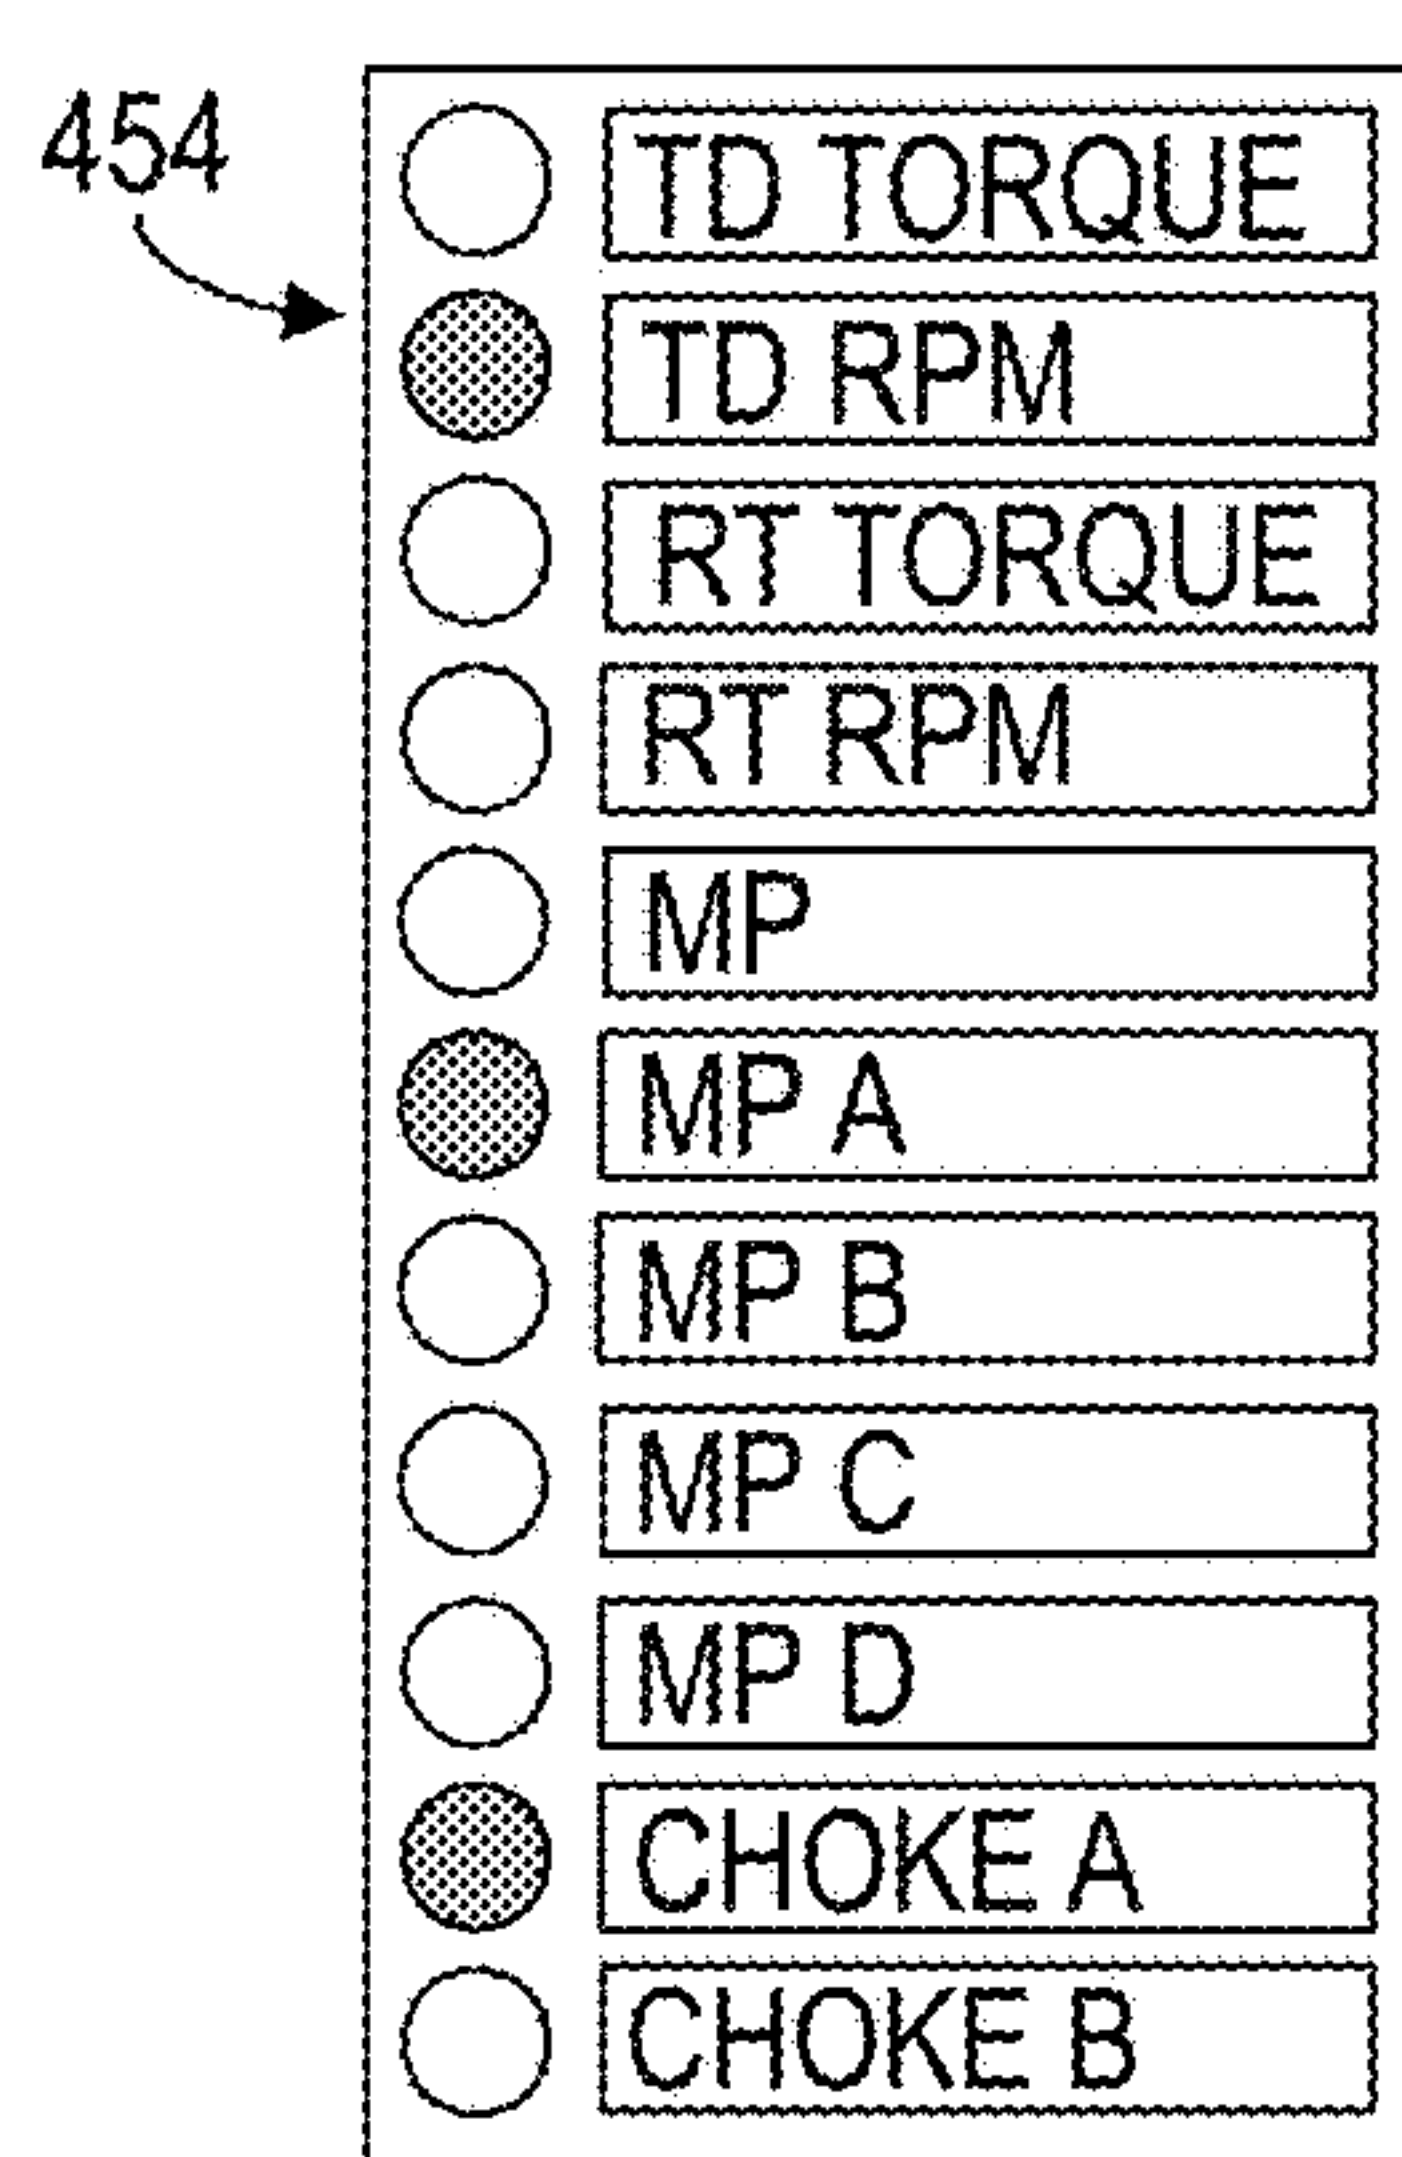 454
TD TORQUE
TD RPM
RT TORQUE
RT RPM
MP
MP A
MP B
MP C
MP D
CHOKE A
CHOKE B